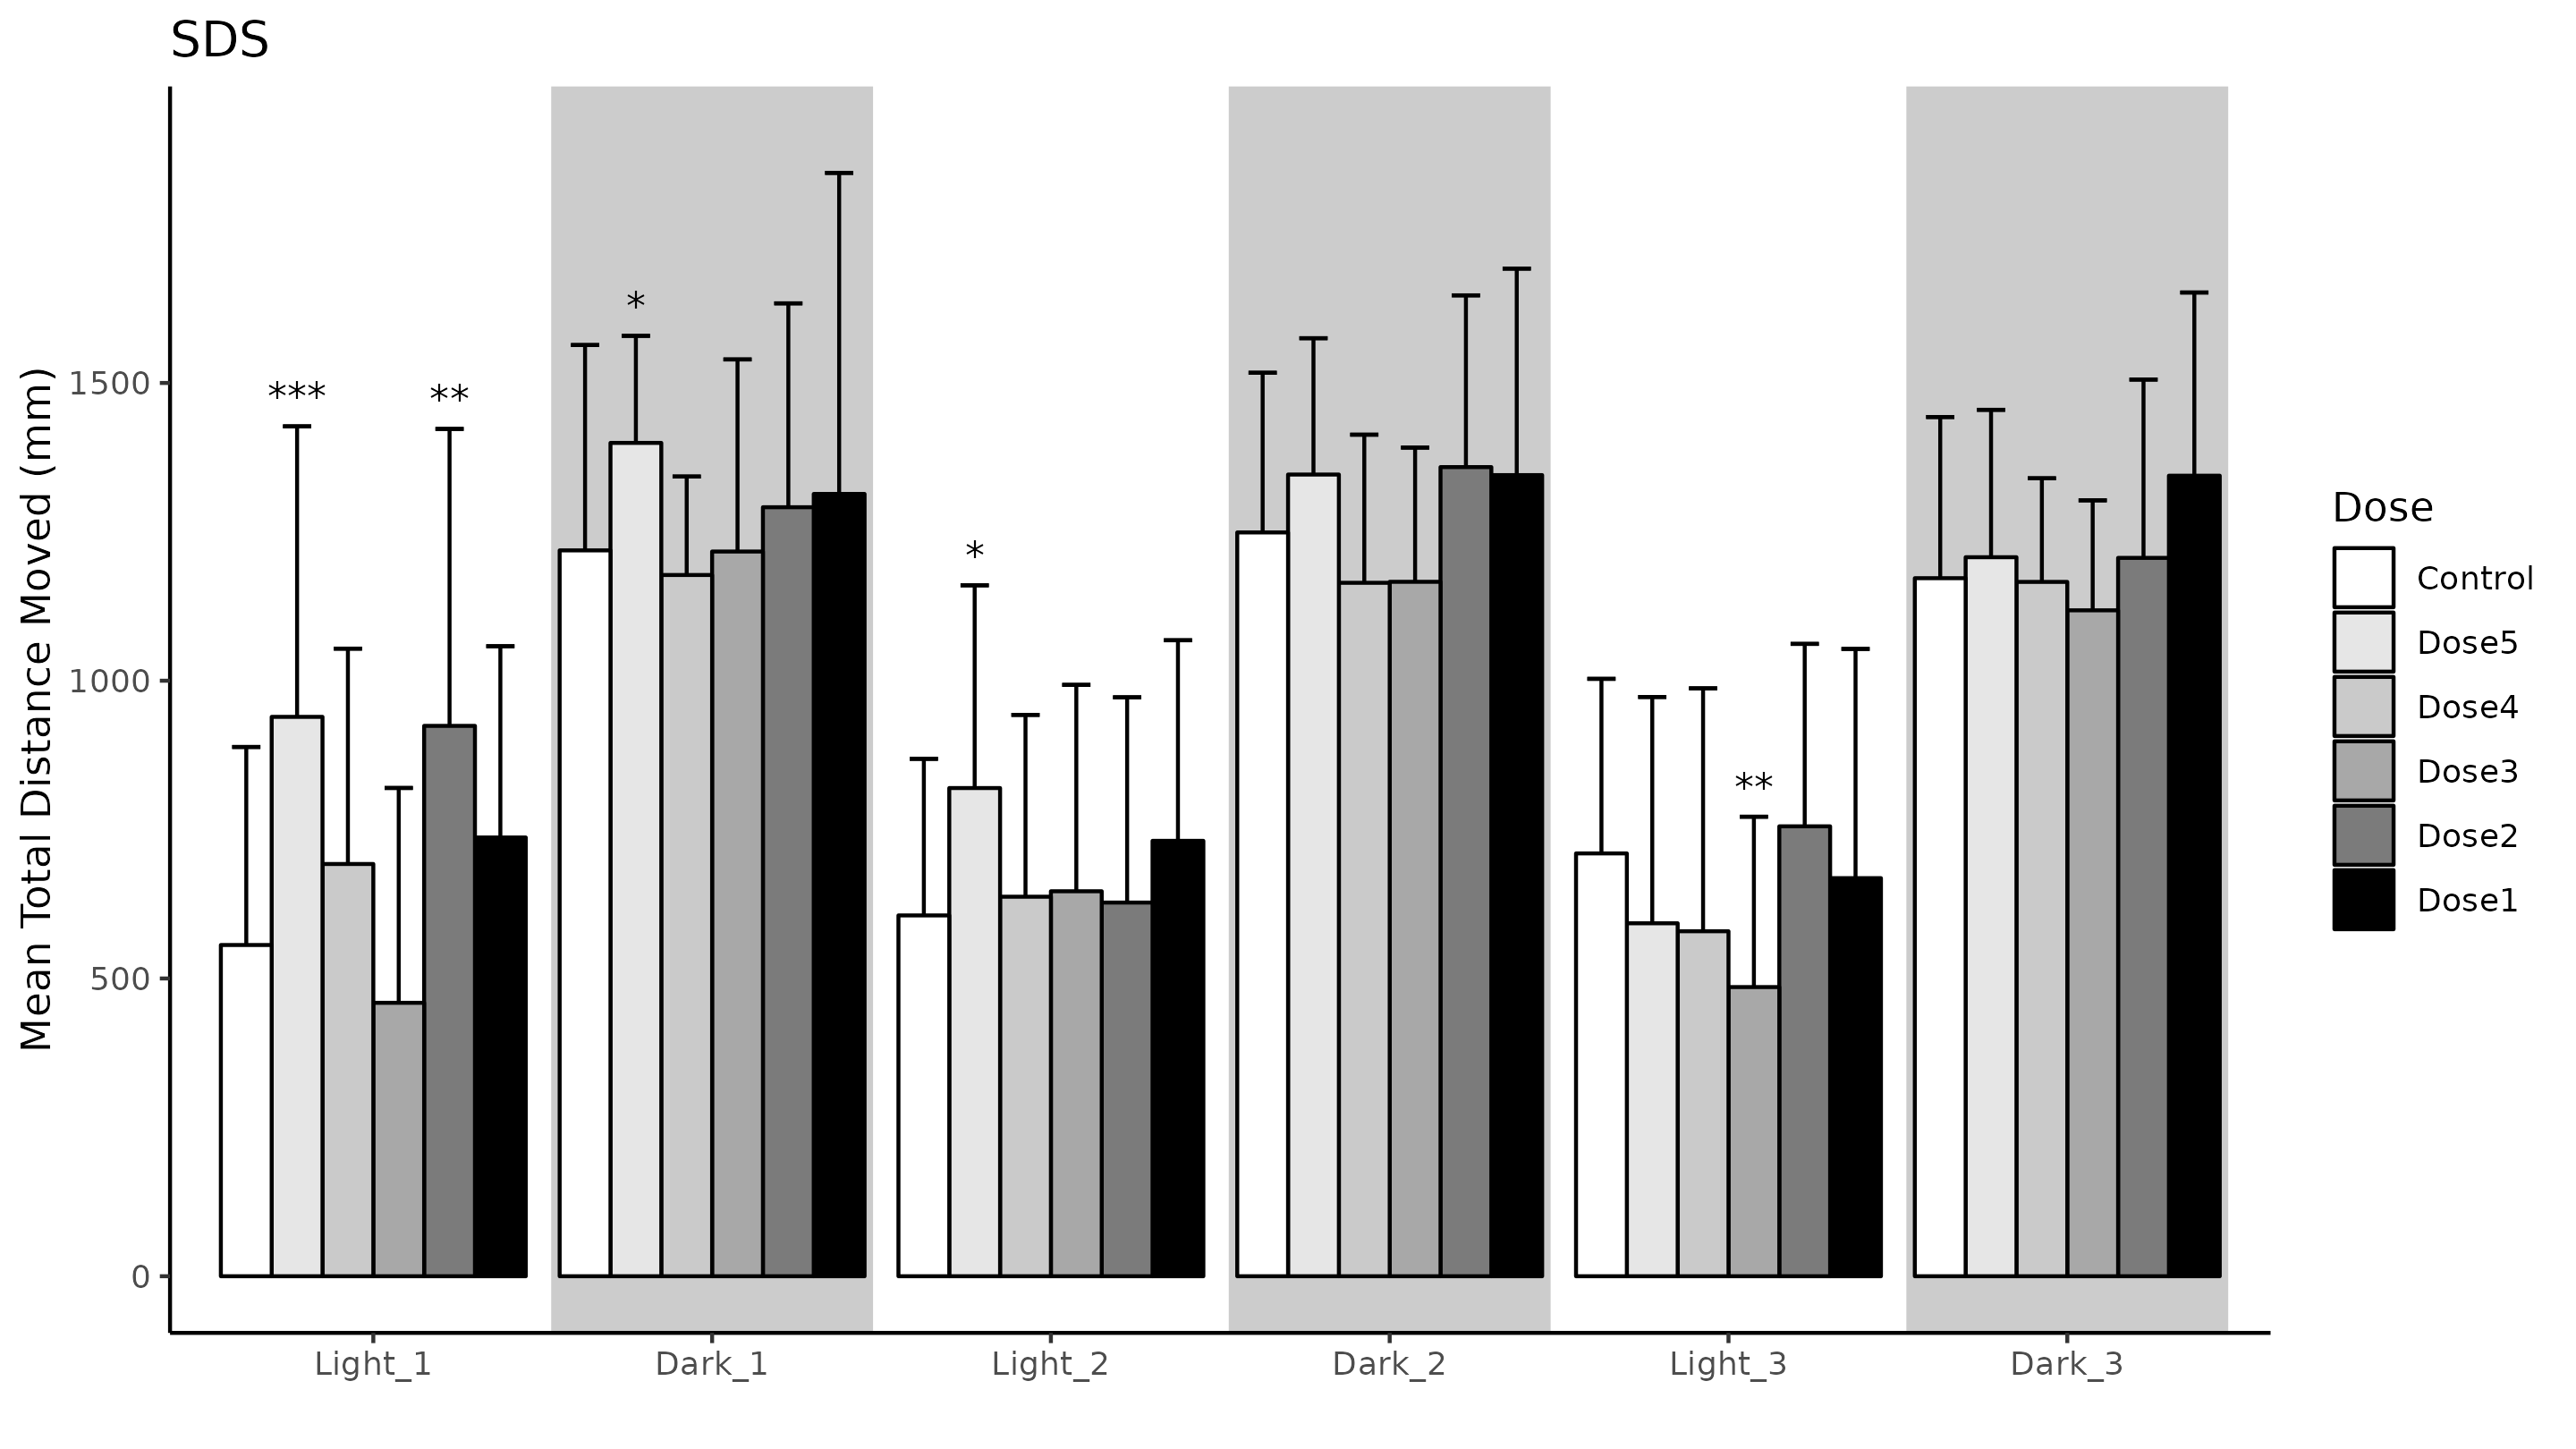 SDS
Mean Total Distance Moved (mm)
1500
1000
500
0
***
**
*
*
**
Light_1
Dark_1
Light_2
Dark_2
Light_3
Dark_3
Dose
Control
Dose5
Dose4
Dose3
Dose2
Dose1